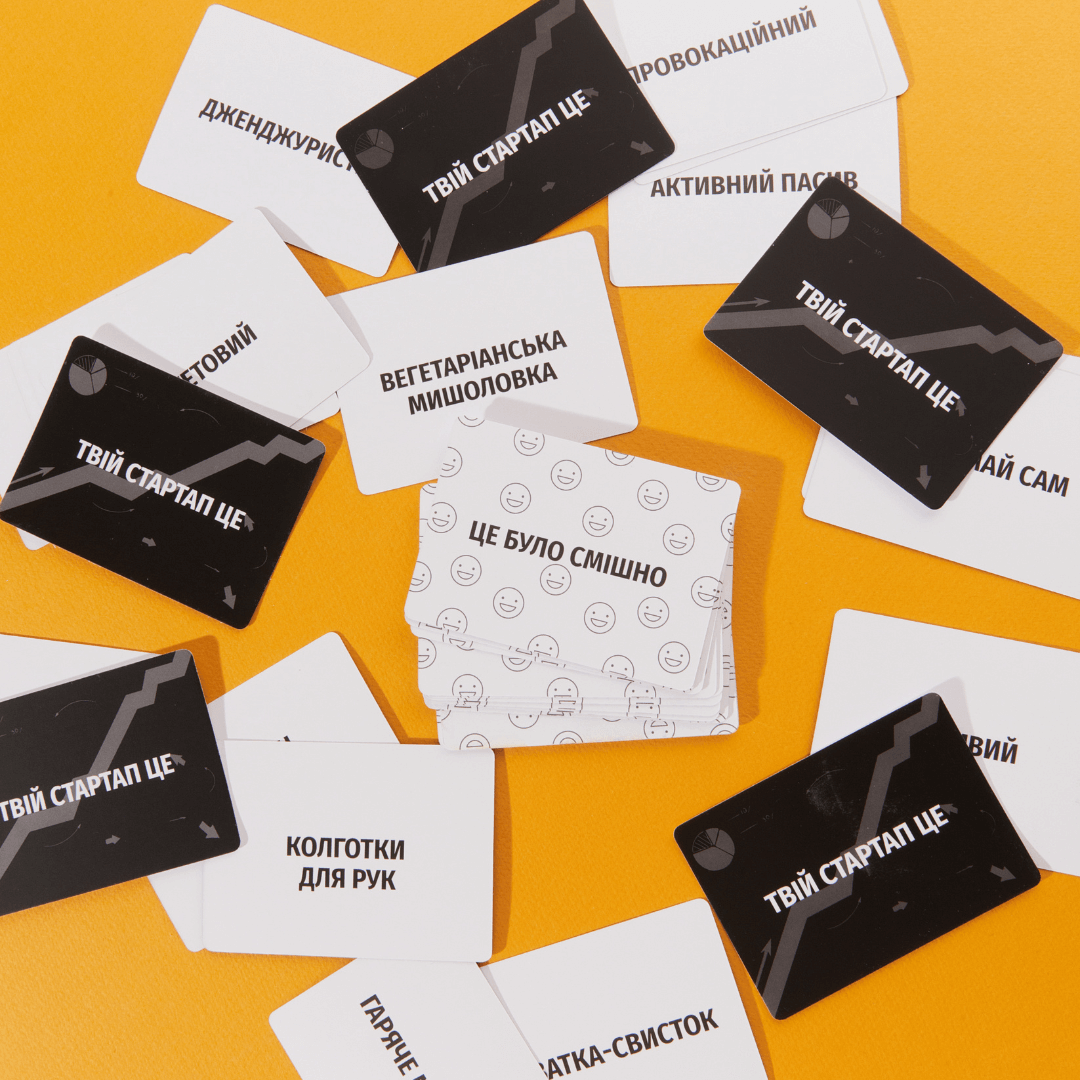 ДЖЕНДЖУРИСТ
ТВІЙ СТАРТАП ЦЕ
ПРОВОКАЦІЙНИЙ
АКТИВНИЙ ПАСИВ
ТВІЙ СТАРТАП ЦЕ
ЕТОВИЙ
ВЕГЕТАРІАНСЬКА
МИШОЛОВКА
ТВІЙ СТАРТАП ЦЕ
АЙ САМ
ЦЕ БУЛО СМІШНО
ТВІЙ СТАРТАП ЦЕ
ИВИЙ
КОЛГОТКИ
ДЛЯ РУК
ТВІЙ СТАРТАП ЦЕ
ГАРЯЧЕ
АТКА-СВИСТОК